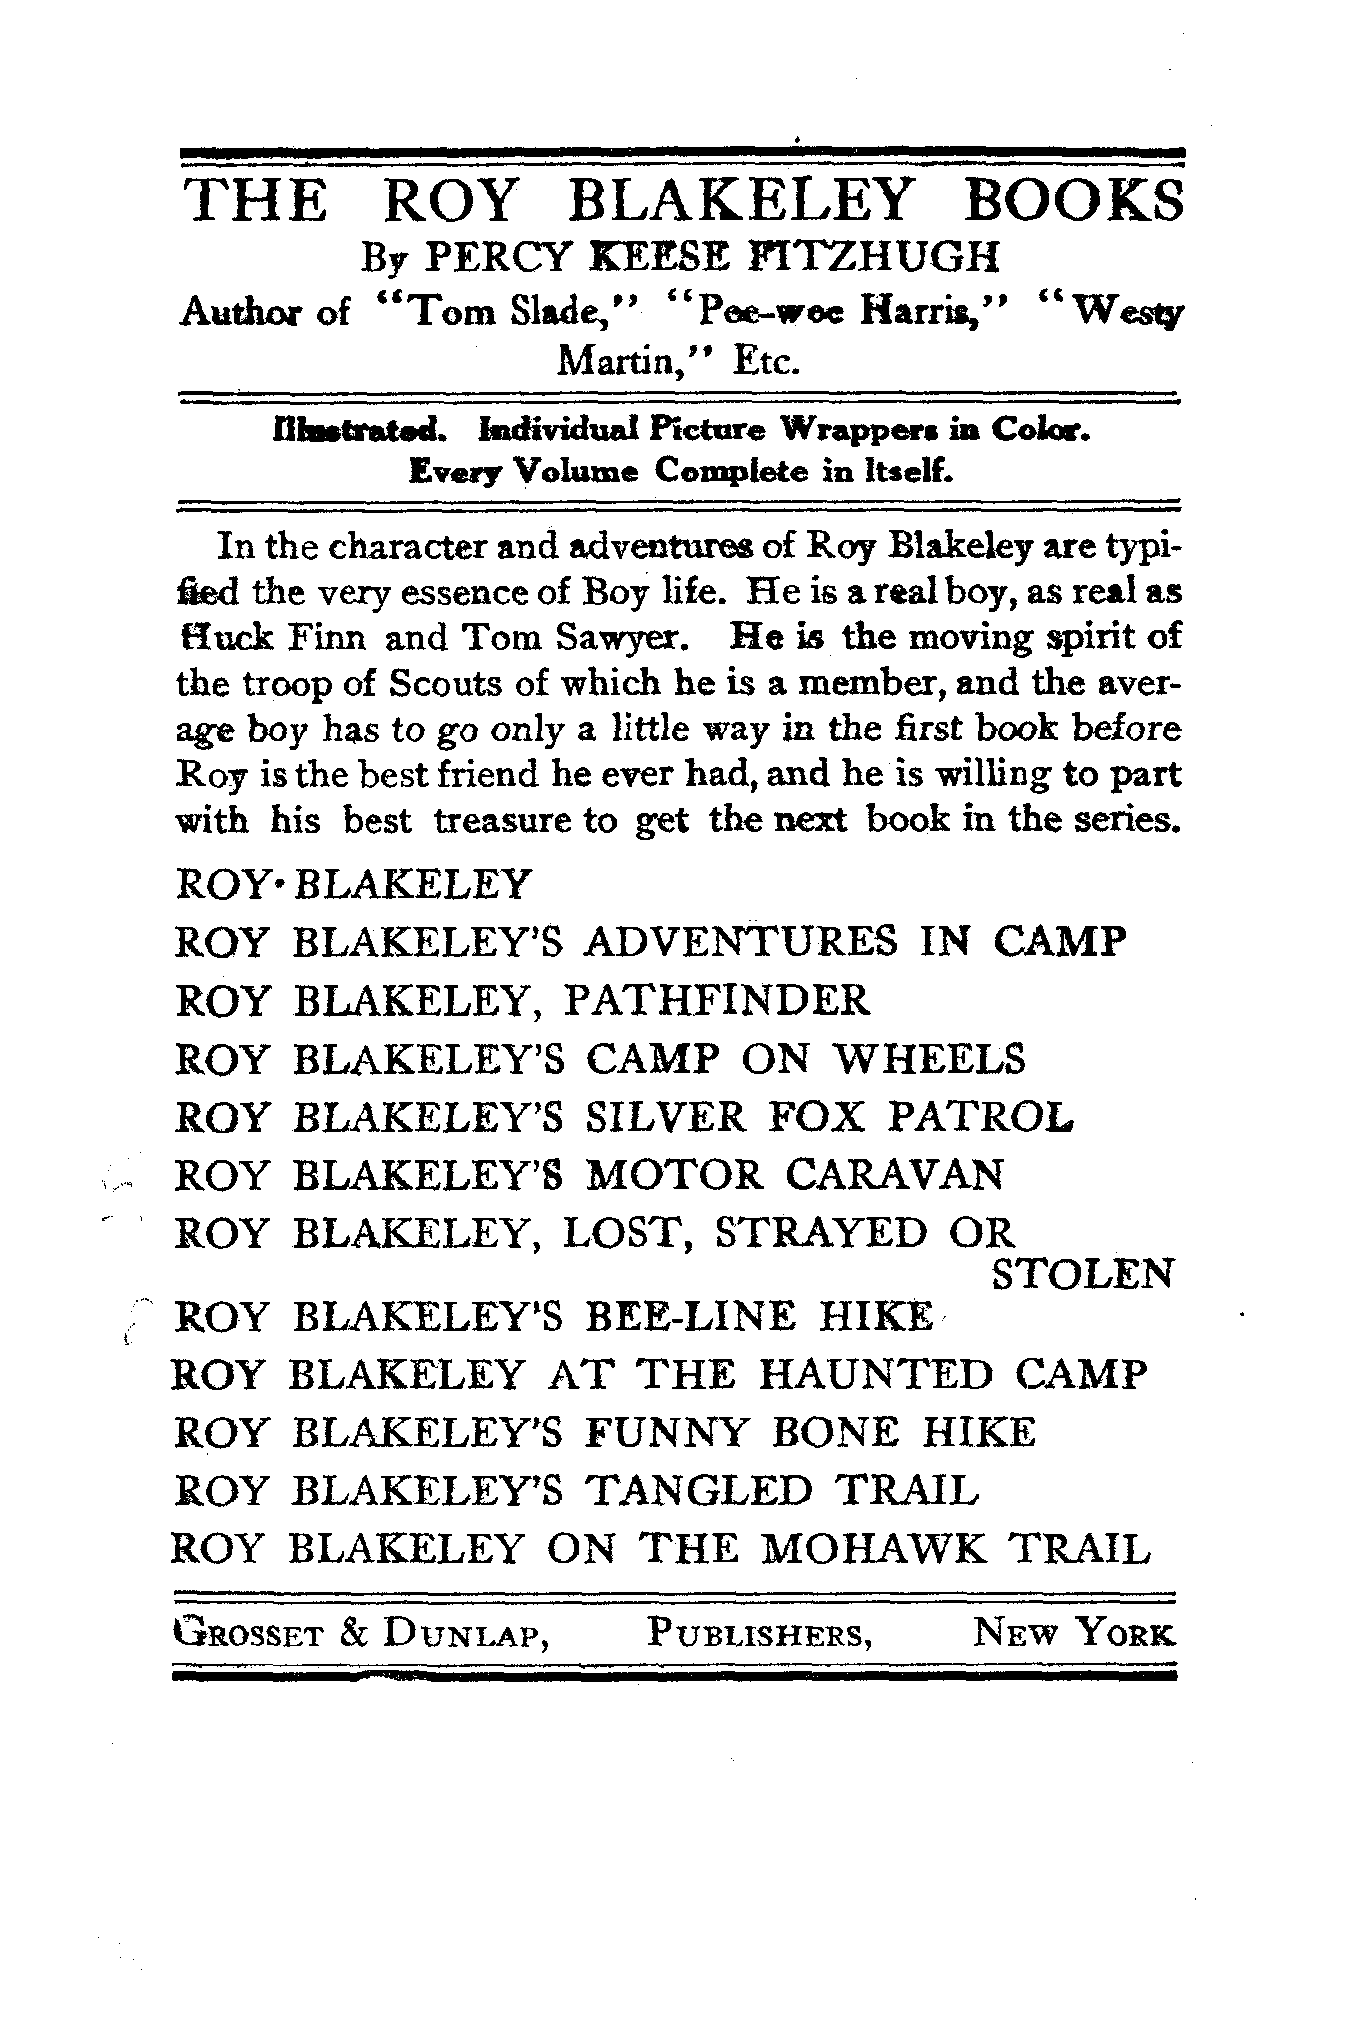 THE ROY BLAKELEY BOOKS
By PERCY KEESE FITZHUGH
Author of "Tom Slade," "Pee-wee Harris," "Westy
Martin," Etc.
Illustrated. Individual Picture Wrappers in Color.
Every Volume Complete in Itself.
In the character and adventures of Roy Blakeley are typi-
fied the very essence of Boy life. He is a real boy, as real as
Huck Finn and Tom Sawyer. He is the moving spirit of
the troop of Scouts of which he is a member, and the aver-
age boy has to go only a little way in the first book before
Roy is the best friend he ever had, and he is willing to part
with his best treasure to get the next book in the series.
ROY BLAKELEY
ROY BLAKELEY'S ADVENTURES IN CAMP
ROY BLAKELEY, PATHFINDER
ROY BLAKELEY'S CAMP ON WHEELS
ROY BLAKELEY'S SILVER FOX PATROL
ROY BLAKELEY'S MOTOR CARAVAN
ROY BLAKELEY, LOST, STRAYED OR
STOLEN
ROY BLAKELEY'S BEE-LINE HIKE
ROY BLAKELEY AT THE HAUNTED CAMP
ROY BLAKELEY'S FUNNY BONE HIKE
ROY BLAKELEY'S TANGLED TRAIL
ROY BLAKELEY ON THE MOHAWK TRAIL
GROSSET & DUNLAP, PUBLISHERS, NEW YORK